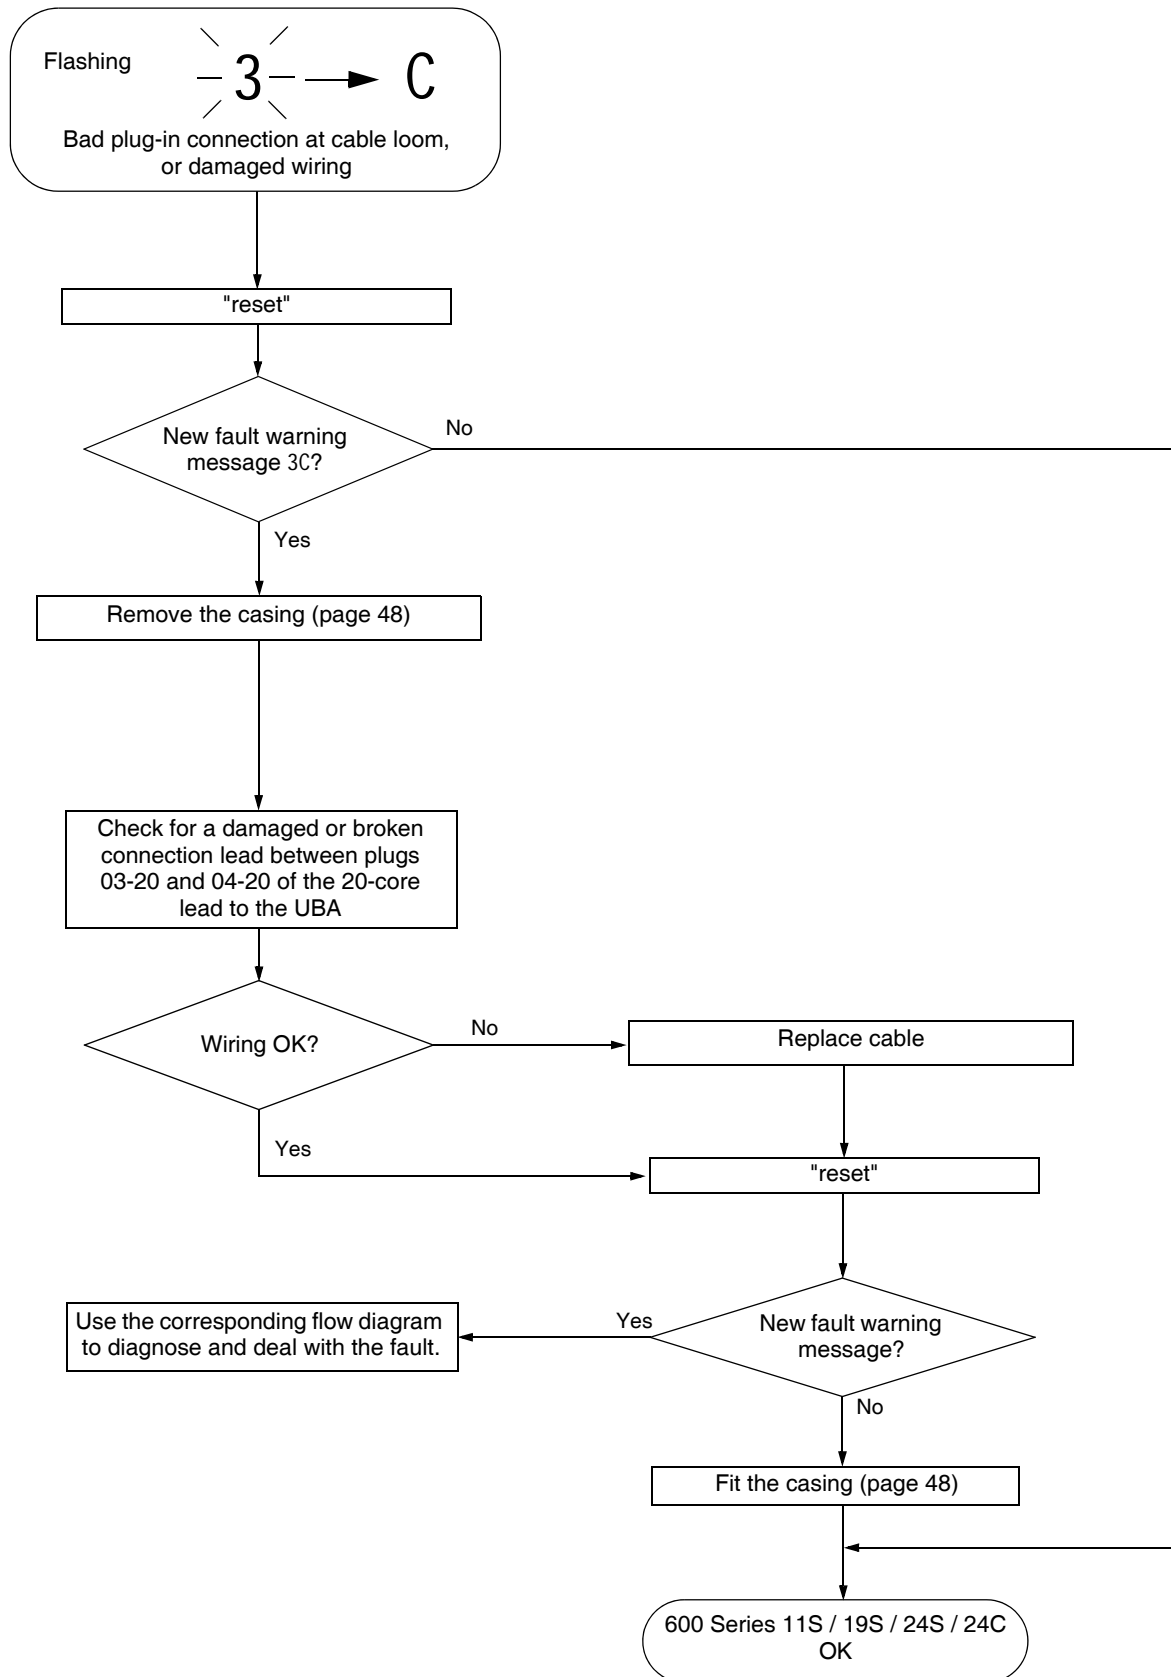 Flashing
3 C
Bad plug-in connection at cable loom,
or damaged wiring
"reset"
New fault warning
message 3C?
No
Yes
Remove the casing (page 48)
Check for a damaged or broken
connection lead between plugs
03-20 and 04-20 of the 20-core
lead to the UBA
Wiring OK?
No
Replace cable
Yes
"reset"
New fault warning
message?
Yes
Use the corresponding flow diagram
to diagnose and deal with the fault.
No
Fit the casing (page 48)
600 Series 11S / 19S / 24S / 24C
OK